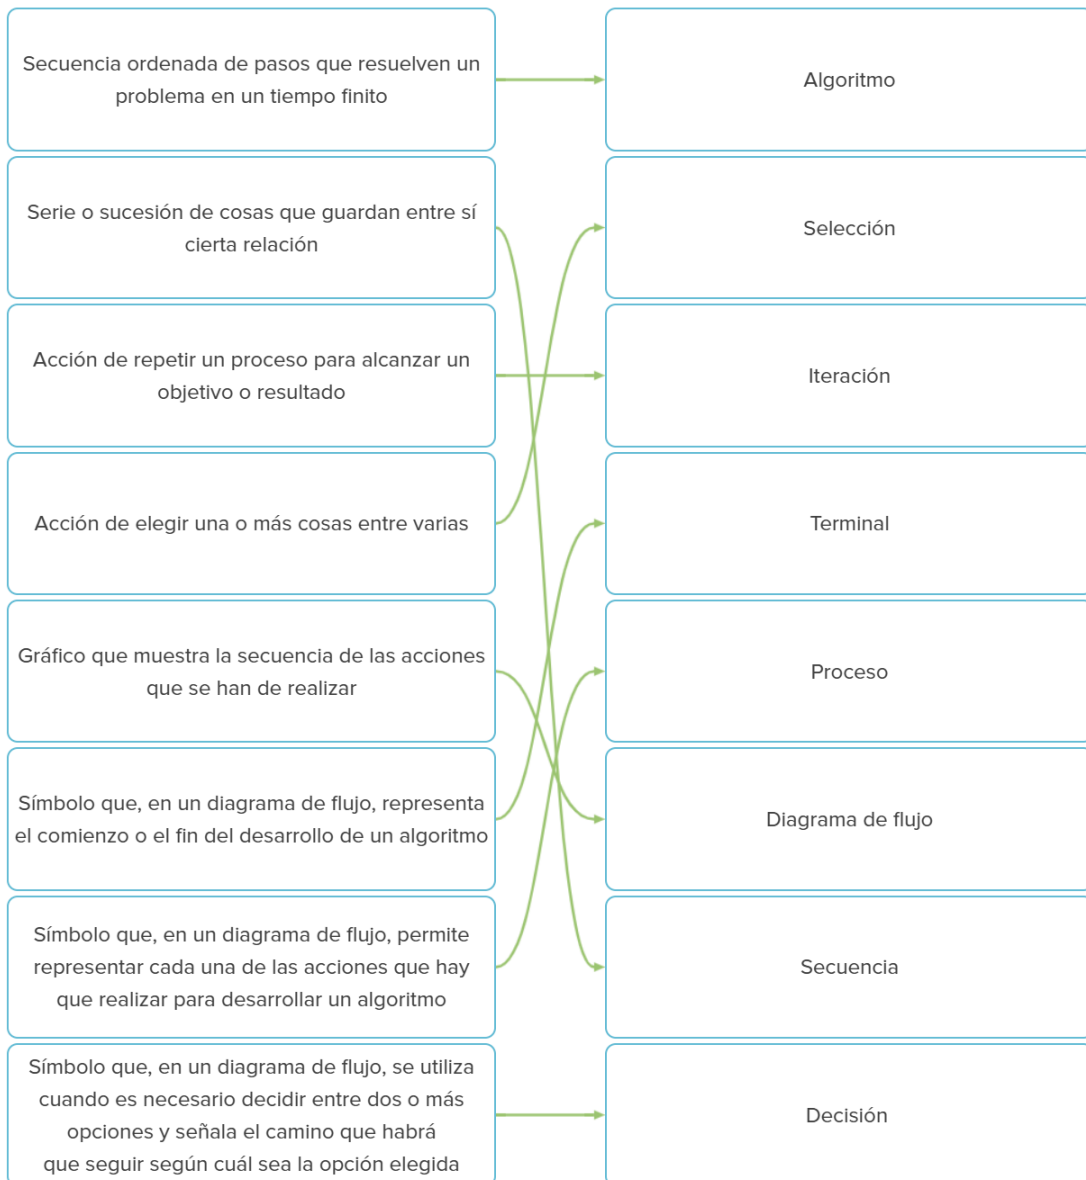 Secuencia ordenada de pasos que resuelven un
problema en un tiempo finito
Algoritmo
Serie o sucesión de cosas que guardan entre sí
cierta relación
Selección
Acción de repetir un proceso para alcanzar un
objetivo o resultado
Iteración
Acción de elegir una o más cosas entre varias
Terminal
Gráfico que muestra la secuencia de las acciones
que se han de realizar
Proceso
Símbolo que, en un diagrama de flujo, representa
el comienzo o el fin del desarrollo de un algoritmo
Diagrama de flujo
Símbolo que, en un diagrama de flujo, permite
representar cada una de las acciones que hay
que realizar para desarrollar un algoritmo
Secuencia
Símbolo que, en un diagrama de flujo, se utiliza
cuando es necesario decidir entre dos o más
opciones y señala el camino que habrá
que seguir según cuál sea la opción elegida
Decisión